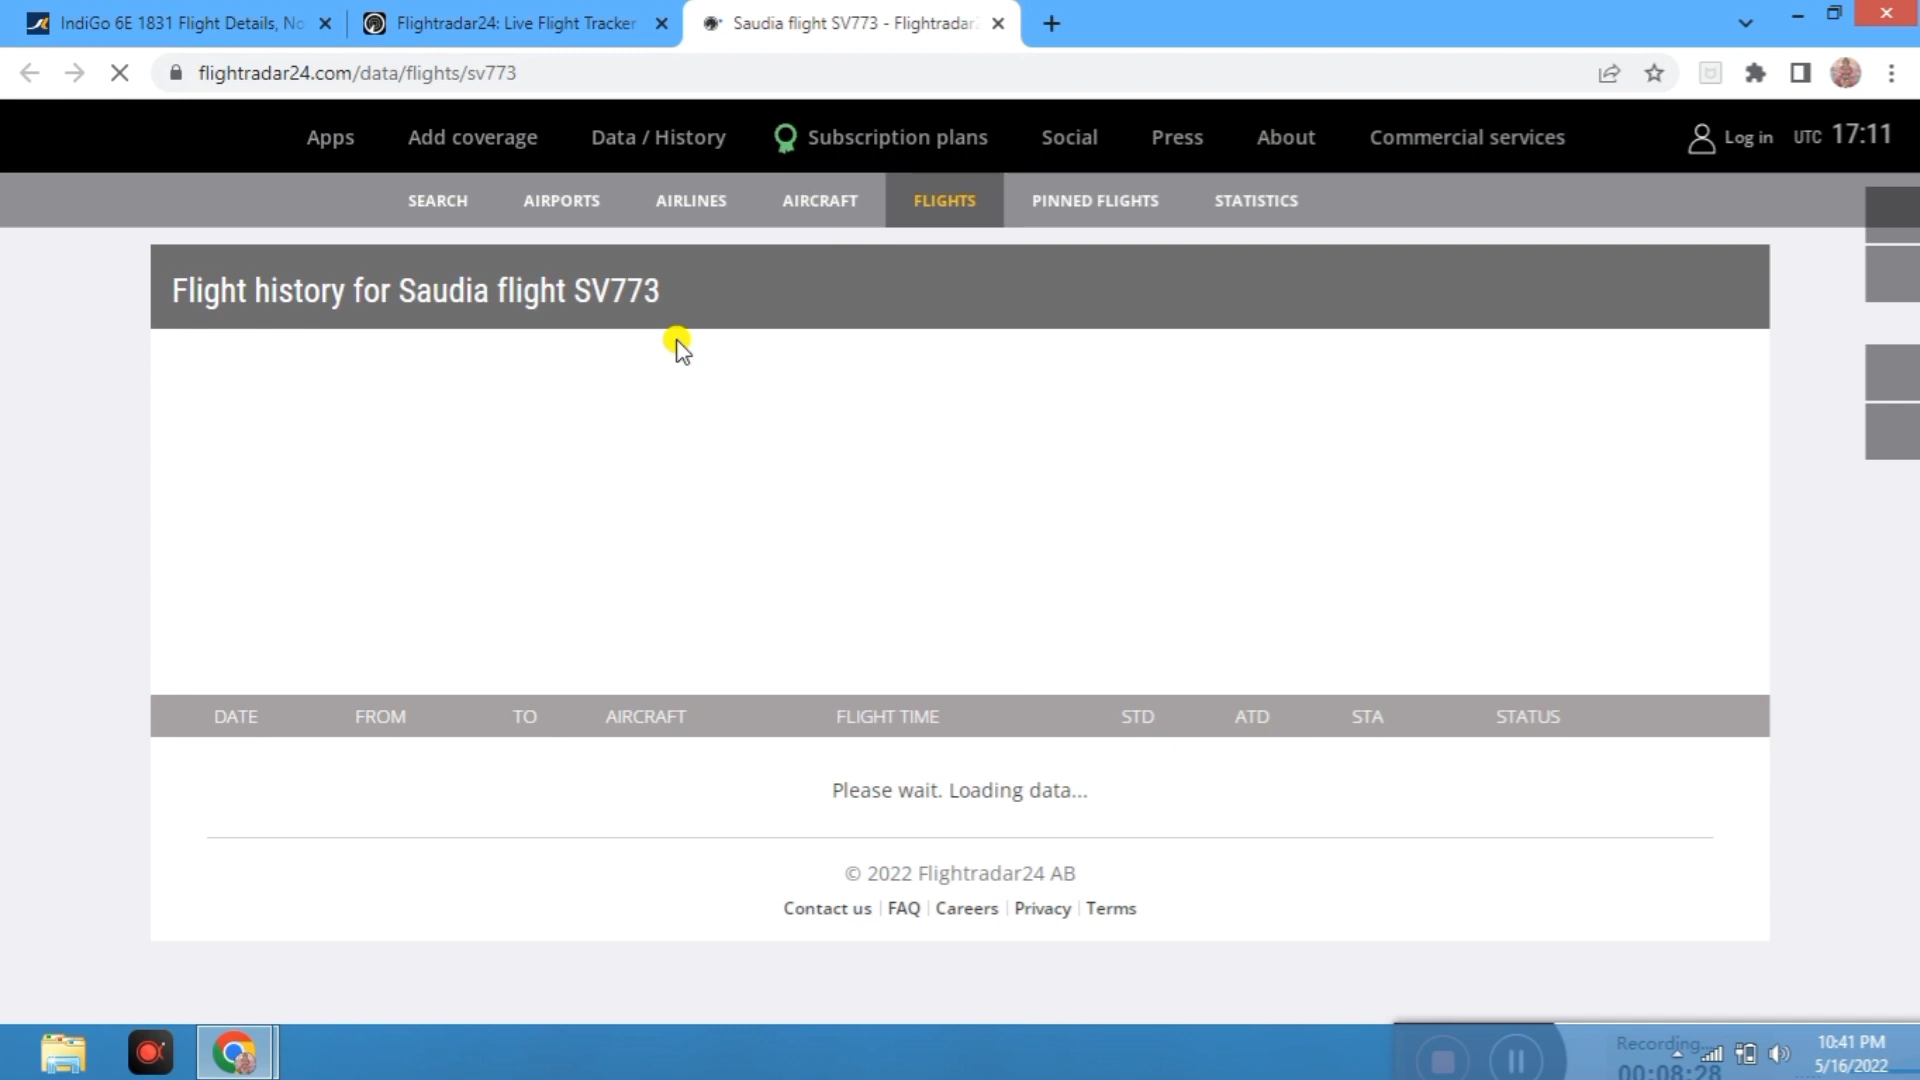 IndiGo 6E 1831 Flight Details, No
Flightradar24: Live Flight Tracker
Saudia flight SV773 - Flightradar2
flightradar24.com/data/flights/sv773
Apps
Add coverage
Data / History
Subscription plans
Social
Press
About
Commercial services
Log in
UTC 17:11
SEARCH
AIRPORTS
AIRLINES
AIRCRAFT
FLIGHTS
PINNED FLIGHTS
STATISTICS
Flight history for Saudia flight SV773
DATE
FROM
TO
AIRCRAFT
FLIGHT TIME
STD
ATD
STA
STATUS
Please wait. Loading data...
© 2022 Flightradar24 AB
Contact us | FAQ | Careers | Privacy | Terms
Recording...
00:08:28
10:41 PM
5/16/2022